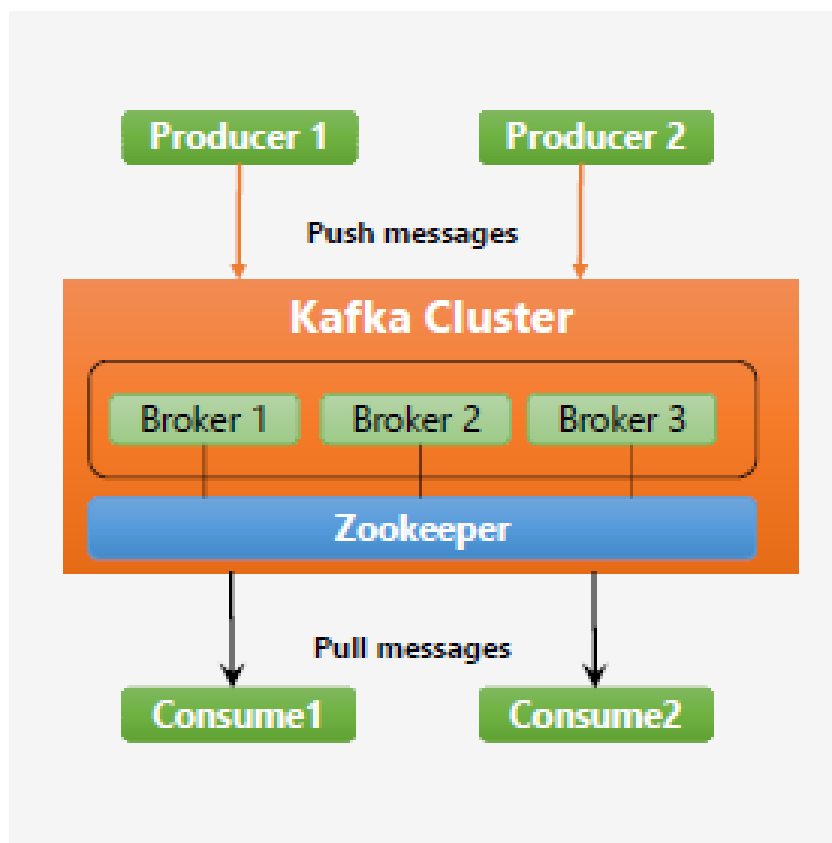 Producer 1
Producer 2
Push messages
Kafka Cluster
Broker 1
Broker 2
Broker 3
Zookeeper
Pull messages
Consume1
Consume2